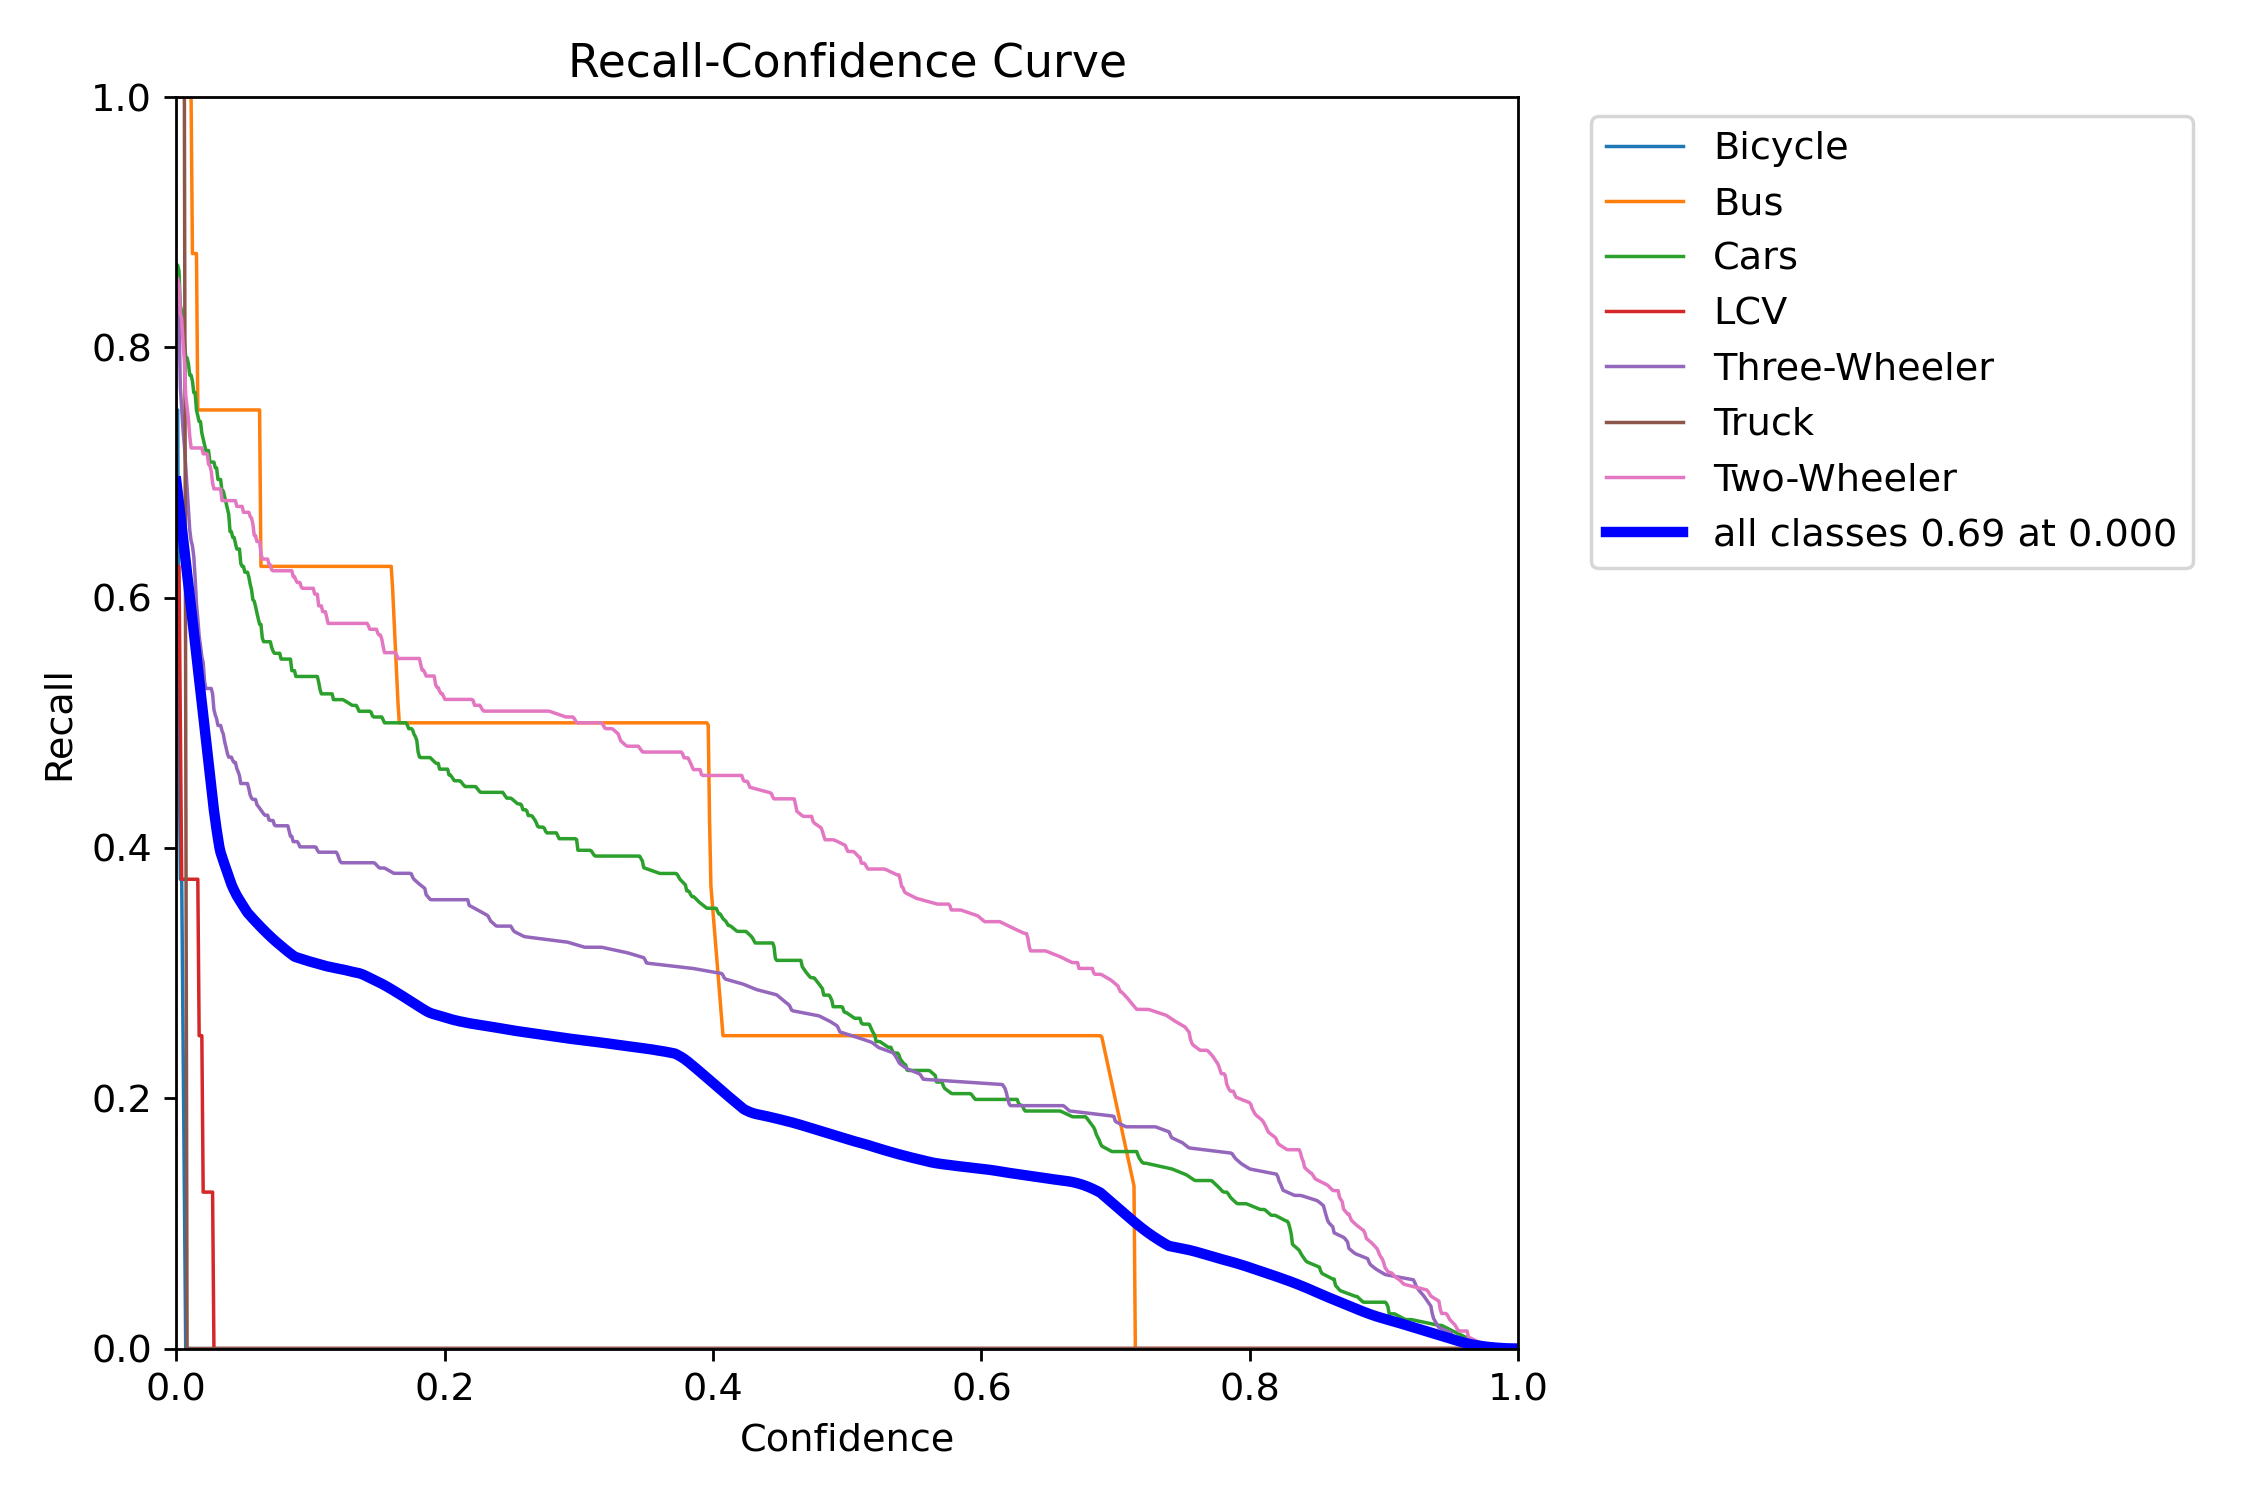 Recall-Confidence Curve
1.0
0.8
0.6
0.4
0.2
0.0
Recall
0.0 0.2 0.4 0.6 0.8 1.0
Confidence
Bicycle
Bus
Cars
LCV
Three-Wheeler
Truck
Two-Wheeler
all classes 0.69 at 0.000